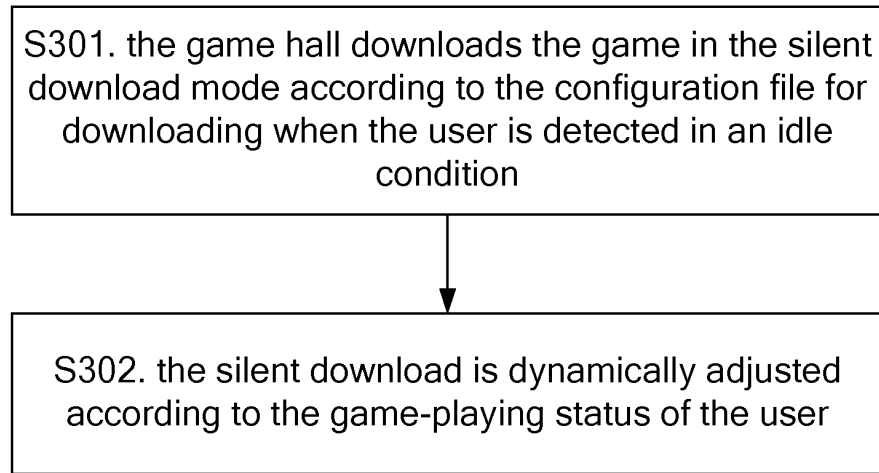 S301. the game hall downloads the game in the silent
download mode according to the configuration file for
downloading when the user is detected in an idle
condition
S302. the silent download is dynamically adjusted
according to the game-playing status of the user